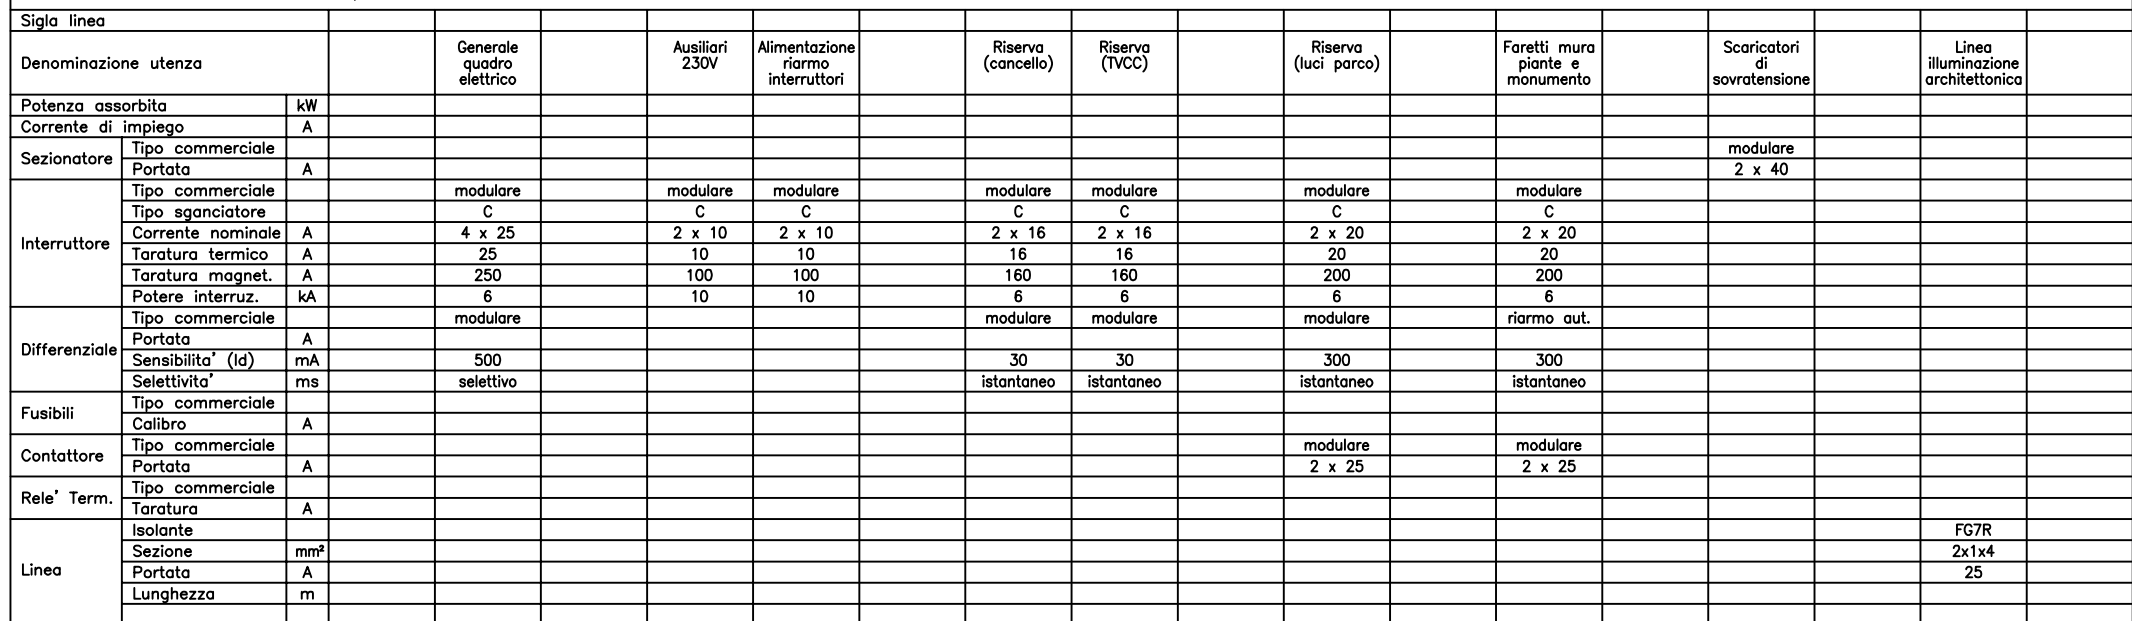 Sigla linea
Denominazione utenza
Generale
quadro
elettrico
Ausiliari
230V
Alimentazione
riarmo
interruttori
Riserva
(cancello)
Riserva
(TVCC)
Riserva
(luci parco)
Faretti mura
piante e
monumento
Scaricatori
di
sovratensione
Linea
illuminazione
architettonica
Potenza assorbita kW
Corrente di impiego A
Sezionatore
Tipo commerciale modulare
Portata A 2 x 40
Interruttore
Tipo commerciale modulare modulare modulare modulare modulare modulare modulare
Tipo sganciatore C C C C C C C
Corrente nominale A 4 x 25 2 x 10 2 x 10 2 x 16 2 x 16 2 x 20 2 x 20
Taratura termico A 25 10 10 16 16 20 20
Taratura magnet. A 250 100 100 160 160 200 200
Potere interruz. kA 6 10 10 6 6 6 6
Differenziale
Tipo commerciale modulare modulare modulare modulare riarmo aut.
Portata A
Sensibilita' (Id) mA 500 30 30 300 300
Selettivita' ms selettivo istantaneo istantaneo istantaneo istantaneo
Fusibili
Tipo commerciale
Calibro A
Contattore
Tipo commerciale modulare modulare
Portata A 2 x 25 2 x 25
Rele' Term.
Tipo commerciale
Taratura A
Linea
Isolante FG7R
Sezione mm² 2x1x4
Portata A 25
Lunghezza m